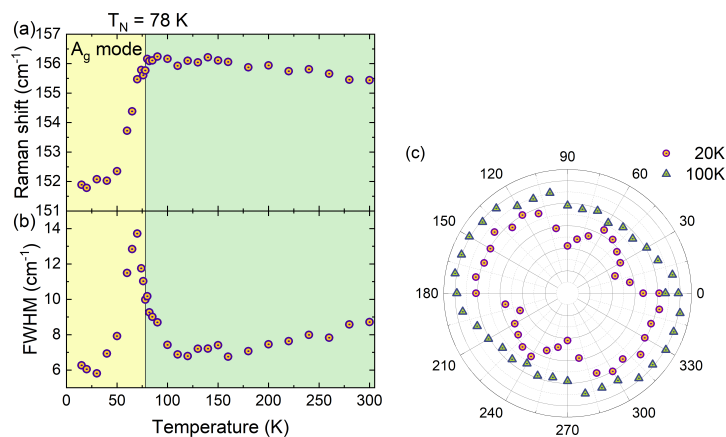 T_N = 78 K
(a)
A_g mode
Raman shift (cm⁻¹)
157
156
155
154
153
152
151
(b)
FWHM (cm⁻¹)
14
12
10
8
6
0 50 100 150 200 250 300
Temperature (K)
(c)
20K
100K
90
60
30
0
330
300
270
240
210
180
150
120